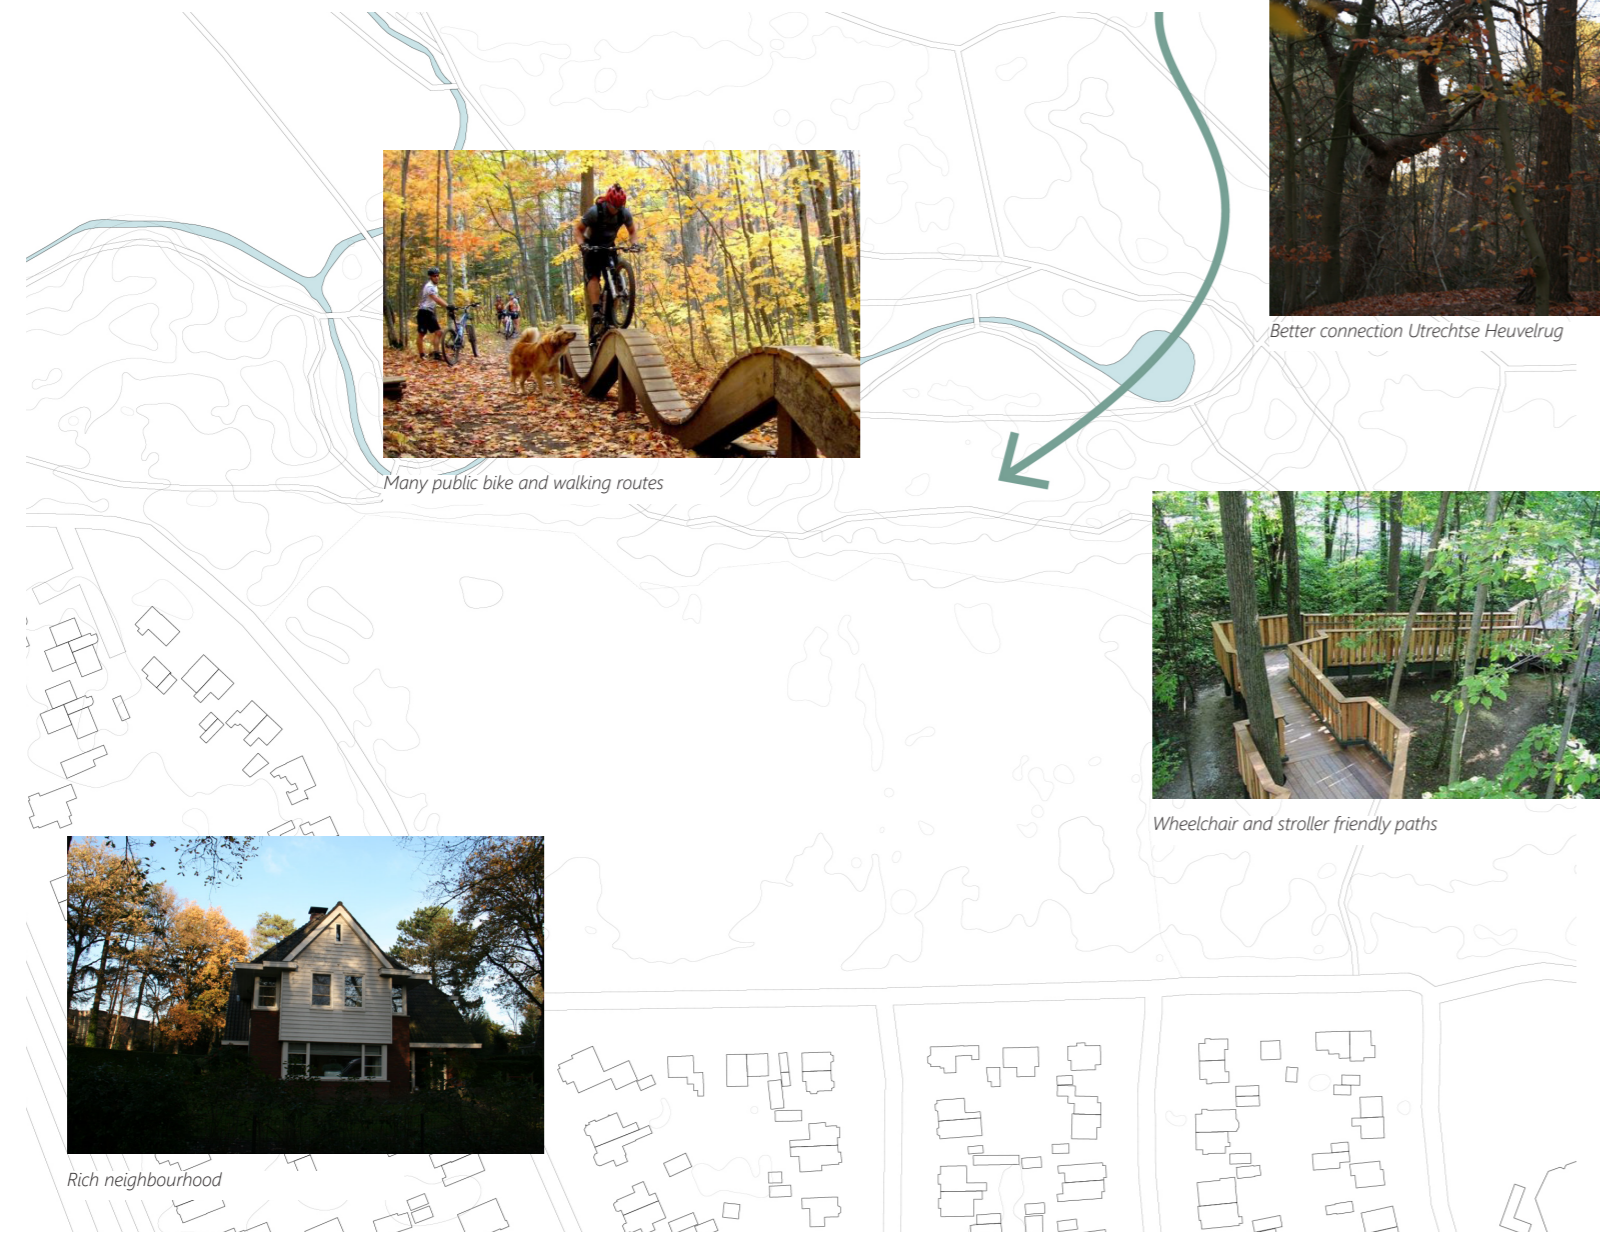 Better connection Utrechtse Heuvelrug
Many public bike and walking routes
Wheelchair and stroller friendly paths
Rich neighbourhood